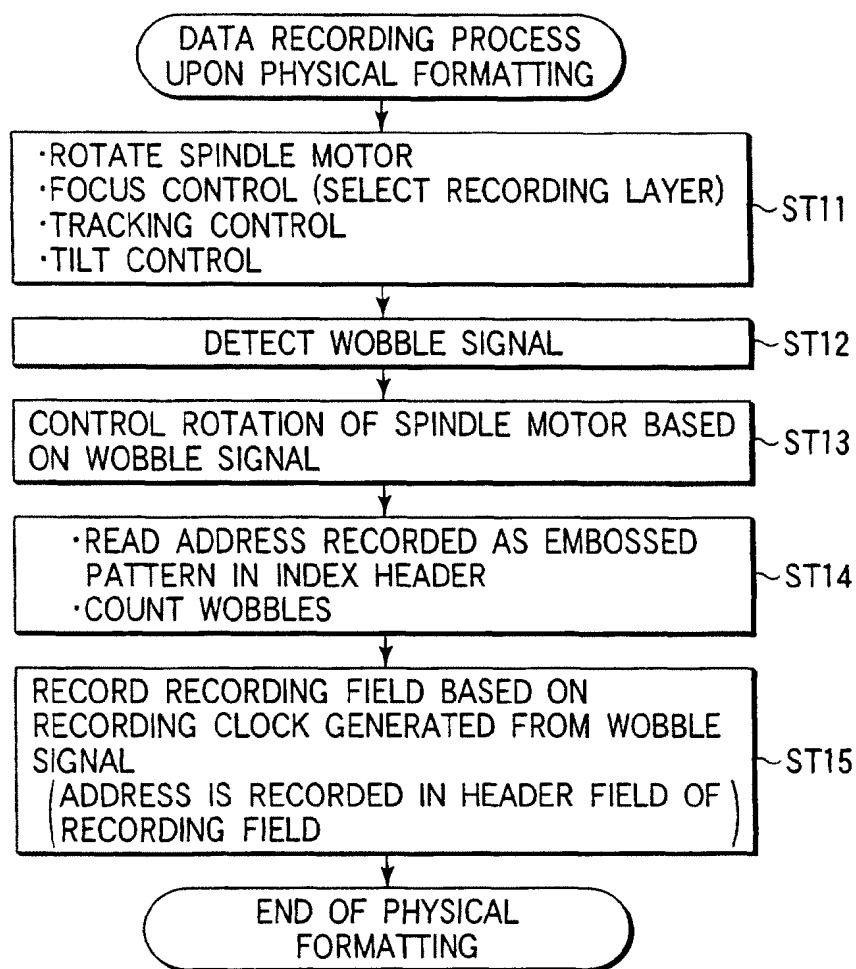 DATA RECORDING PROCESS
UPON PHYSICAL FORMATTING
·ROTATE SPINDLE MOTOR
·FOCUS CONTROL (SELECT RECORDING LAYER)
·TRACKING CONTROL
·TILT CONTROL
ST11
DETECT WOBBLE SIGNAL
ST12
CONTROL ROTATION OF SPINDLE MOTOR BASED
ON WOBBLE SIGNAL
ST13
·READ ADDRESS RECORDED AS EMBOSSED
PATTERN IN INDEX HEADER
·COUNT WOBBLES
ST14
RECORD RECORDING FIELD BASED ON
RECORDING CLOCK GENERATED FROM WOBBLE
SIGNAL
(ADDRESS IS RECORDED IN HEADER FIELD OF
RECORDING FIELD)
ST15
END OF PHYSICAL
FORMATTING